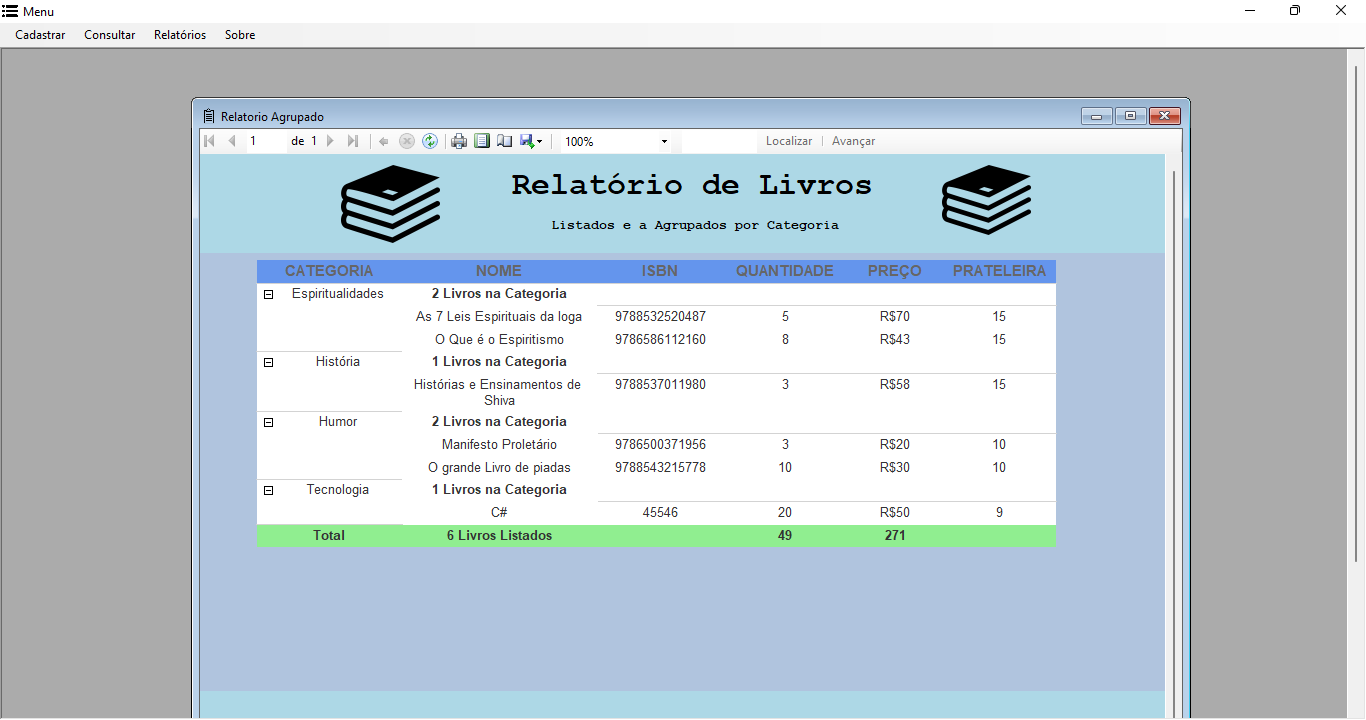 Menu
Cadastrar Consultar Relatórios Sobre
Relatorio Agrupado
1 de 1 100% Localizar | Avançar
Relatório de Livros
Listados e a Agrupados por Categoria
CATEGORIA NOME ISBN QUANTIDADE PREÇO PRATELEIRA
Espiritualidades 2 Livros na Categoria
As 7 Leis Espirituais da Ioga 9788532520487 5 R$70 15
O Que é o Espiritismo 9786586112160 8 R$43 15
História 1 Livros na Categoria
Histórias e Ensinamentos de 9788537011980 3 R$58 15
Shiva
Humor 2 Livros na Categoria
Manifesto Proletário 9786500371956 3 R$20 10
O grande Livro de piadas 9788543215778 10 R$30 10
Tecnologia 1 Livros na Categoria
C# 45546 20 R$50 9
Total 6 Livros Listados 49 271